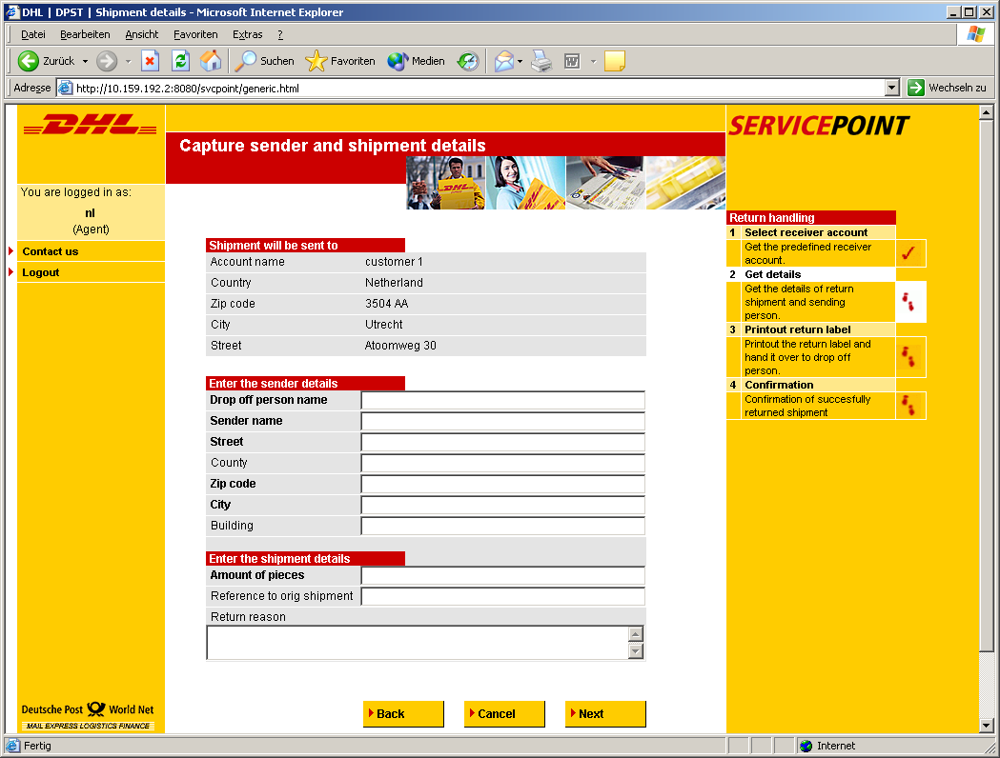 DHL | DPST | Shipment details - Microsoft Internet Explorer
Datei Bearbeiten Ansicht Favoriten Extras ?
Zurück Suchen Favoriten Medien
Adresse http://10.159.192.2:8080/svcpoint/generic.html Wechseln zu
DHL
Capture sender and shipment details
SERVICEPOINT
You are logged in as:
nl
(Agent)
Contact us
Logout
Shipment will be sent to
Account name customer 1
Country Netherland
Zip code 3504 AA
City Utrecht
Street Atoomweg 30
Enter the sender details
Drop off person name
Sender name
Street
County
Zip code
City
Building
Enter the shipment details
Amount of pieces
Reference to orig shipment
Return reason
Back Cancel Next
Return handling
1 Select receiver account
Get the predefined receiver
account.
2 Get details
Get the details of return
shipment and sending
person.
3 Printout return label
Printout the return label and
hand it over to drop off
person.
4 Confirmation
Confirmation of succesfully
returned shipment
Deutsche Post World Net
MAIL EXPRESS LOGISTICS FINANCE
Fertig Internet